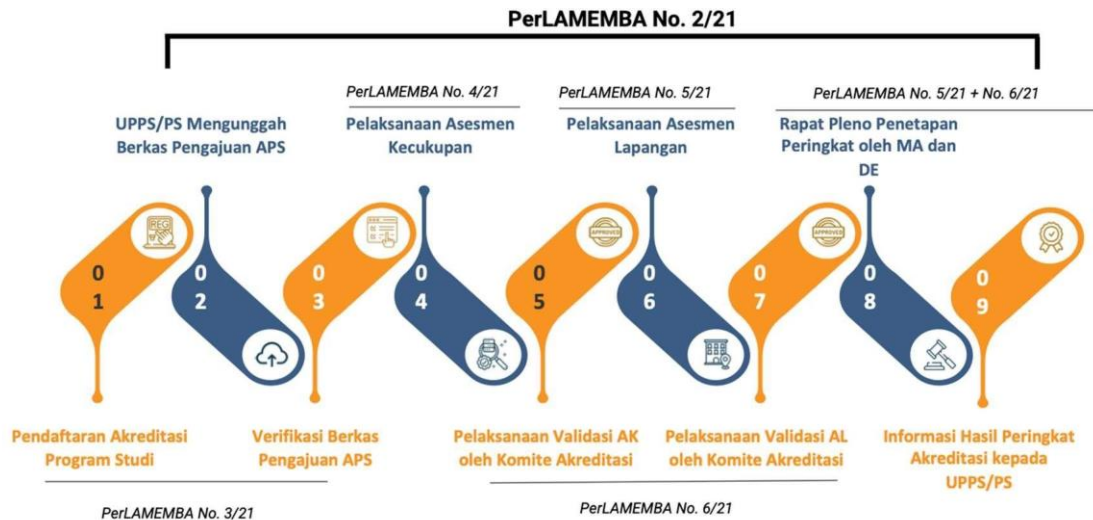 PerLAMEMBA No. 2/21
PerLAMEMBA No. 4/21
PerLAMEMBA No. 5/21
PerLAMEMBA No. 5/21 + No. 6/21
UPPS/PS Mengunggah
Berkas Pengajuan APS
Pelaksanaan Asesmen
Kecukupan
Pelaksanaan Asesmen
Lapangan
Rapat Pleno Penetapan
Peringkat oleh MA dan
DE
REG
APPROVED
APPROVED
0
1
0
2
0
3
0
4
0
5
0
6
0
7
0
8
0
9
Pendaftaran Akreditasi
Program Studi
Verifikasi Berkas
Pengajuan APS
Pelaksanaan Validasi AK
oleh Komite Akreditasi
Pelaksanaan Validasi AL
oleh Komite Akreditasi
Informasi Hasil Peringkat
Akreditasi kepada
UPPS/PS
PerLAMEMBA No. 3/21
PerLAMEMBA No. 6/21